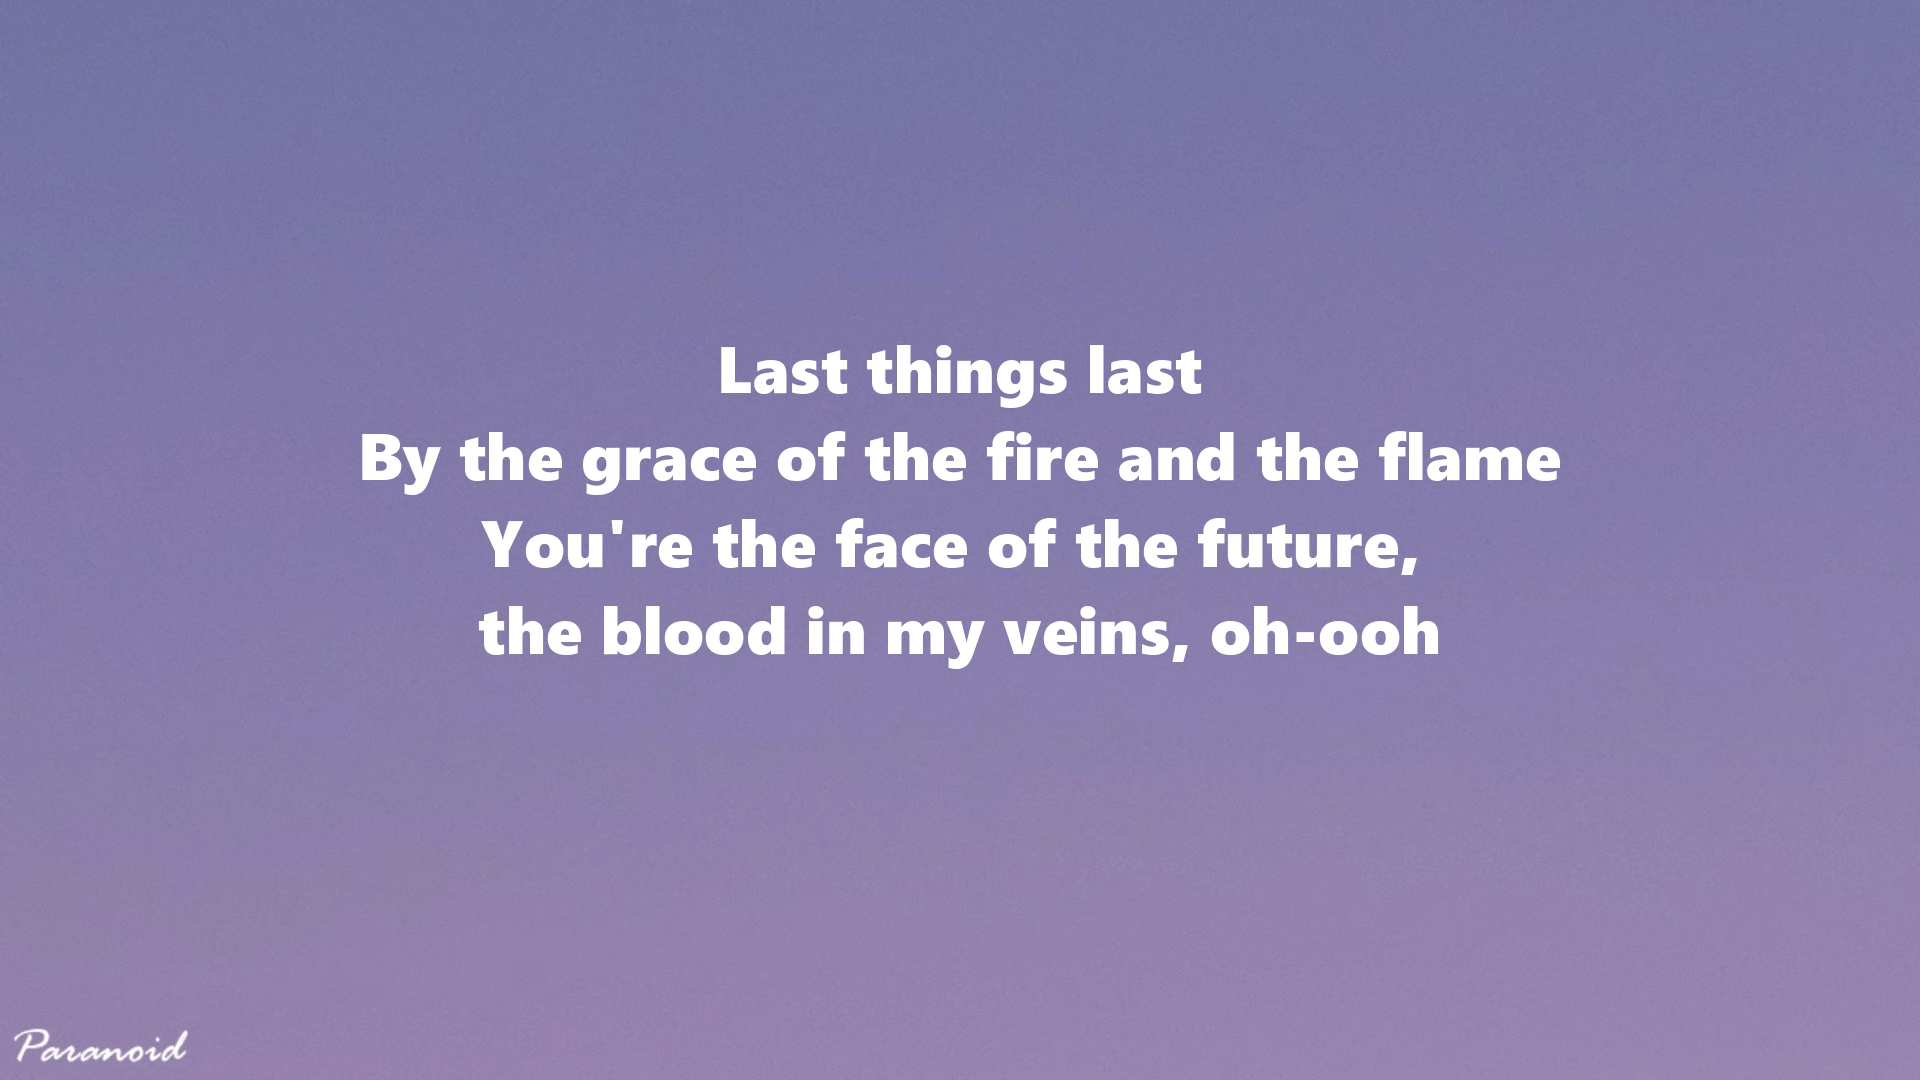 Last things last
By the grace of the fire and the flame
You're the face of the future,
the blood in my veins, oh-ooh
Paranoid